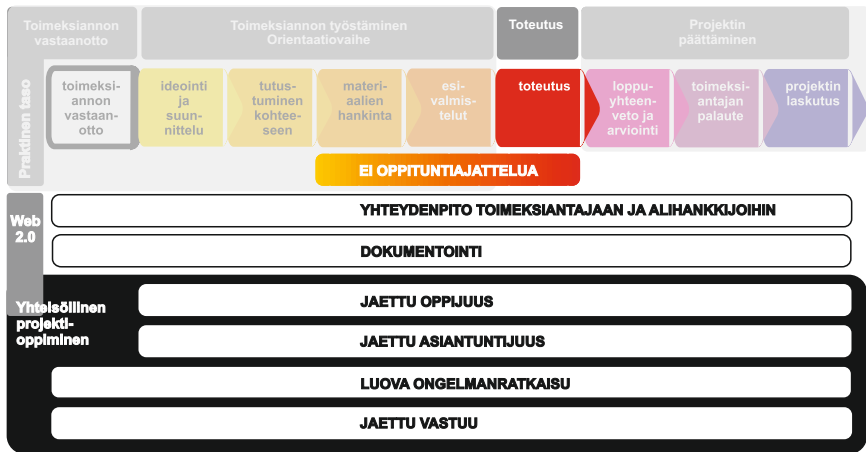 Toimeksiannon
vastaanotto
Toimeksiannon työstäminen
Orientaatiovaihe
Toteutus
Projektin
päättäminen
Praktinen taso
toimeksi-
annon
vastaan-
otto
ideointi
ja
suun-
nittelu
tutus-
tuminen
kohtee-
seen
materi-
aalien
hankinta
esi-
valmis-
telut
toteutus
loppu-
yhteen-
veto ja
arviointi
toimeksi-
antajan
palaute
projektin
laskutus
EI OPPITUNTIAJATTELUA
Web
2.0
YHTEYDENPITO TOIMEKSIANTAJAAN JA ALIHANKKIJOIHIN
DOKUMENTOINTI
Yhteisöllinen
projekti-
oppiminen
JAETTU OPPIJUUS
JAETTU ASIANTUNTIJUUS
LUOVA ONGELMANRATKAISU
JAETTU VASTUU